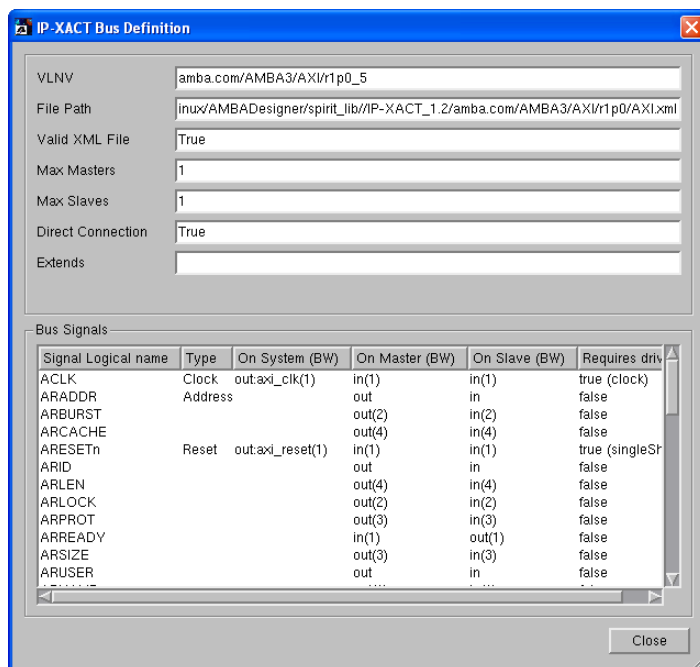 IP-XACT Bus Definition
VLNV amba.com/AMBA3/AXI/r1p0_5
File Path inux/AMBADesigner/spirit_lib//IP-XACT_1.2/amba.com/AMBA3/AXI/r1p0/AXI.xml
Valid XML File True
Max Masters 1
Max Slaves 1
Direct Connection True
Extends
Bus Signals
Signal Logical name Type On System (BW) On Master (BW) On Slave (BW) Requires driv
ACLK Clock out:axi_clk(1) in(1) in(1) true (clock)
ARADDR Address out in false
ARBURST out(2) in(2) false
ARCACHE out(4) in(4) false
ARESETn Reset out:axi_reset(1) in(1) in(1) true (singleSh
ARID out in false
ARLEN out(4) in(4) false
ARLOCK out(2) in(2) false
ARPROT out(3) in(3) false
ARREADY in(1) out(1) false
ARSIZE out(3) in(3) false
ARUSER out in false
Close